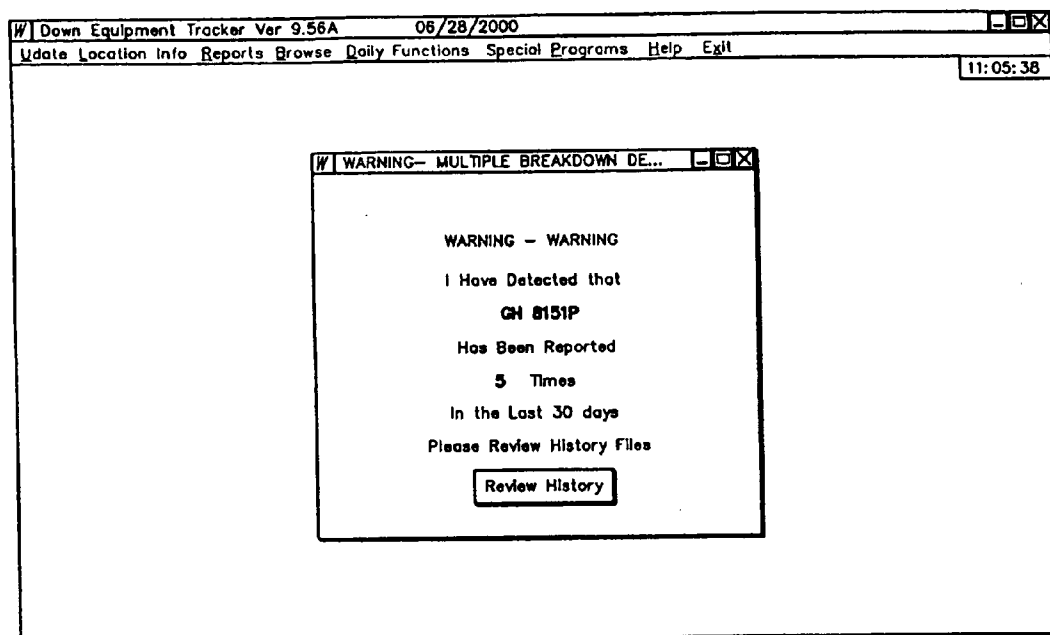 W Down Equipment Tracker Ver 9.56A 06/28/2000
Udate Location Info Reports Browse Daily Functions Special Programs Help Exit
11:05:38
W WARNING- MULTIPLE BREAKDOWN DE...
WARNING - WARNING
I Have Detected that
GH 8151P
Has Been Reported
5 Times
In the Last 30 days
Please Review History Files
Review History